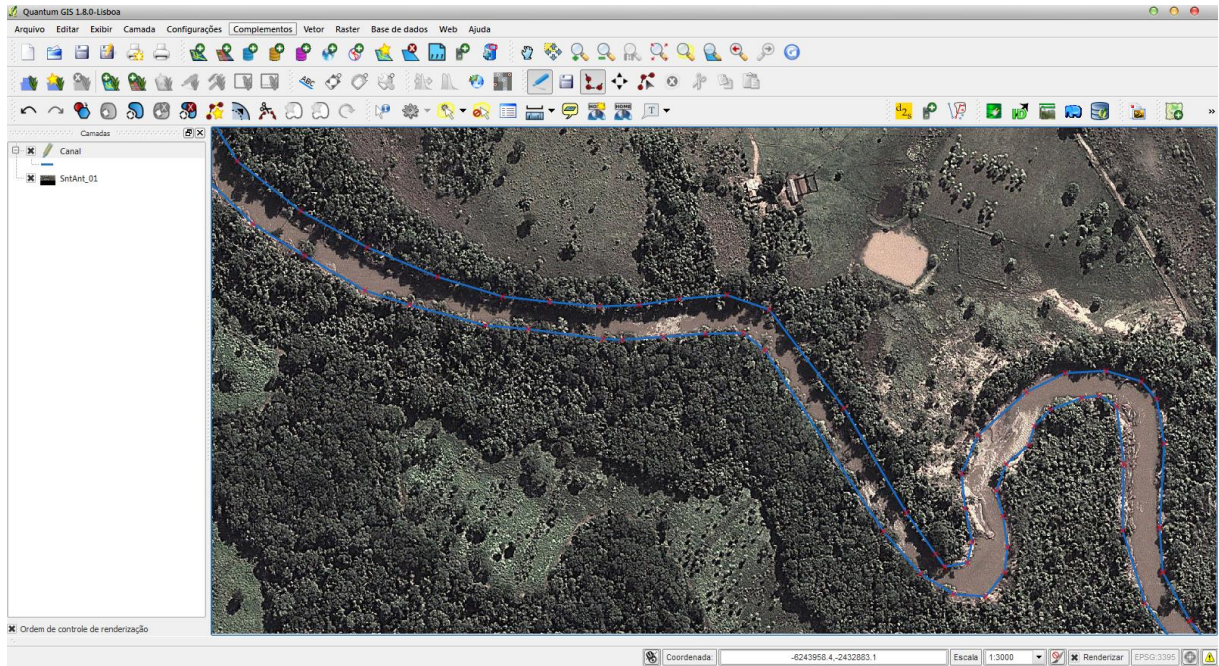 Quantum GIS 1.8.0-Lisboa
Arquivo Editar Exibir Camada Configurações Complementos Vetor Raster Base de dados Web Ajuda
Camadas
Canal
SntAnt_01
Ordem de controle de renderização
Coordenada: -6243958.4,-2432883.1 Escala 1:3000 Renderizar EPSG:3395